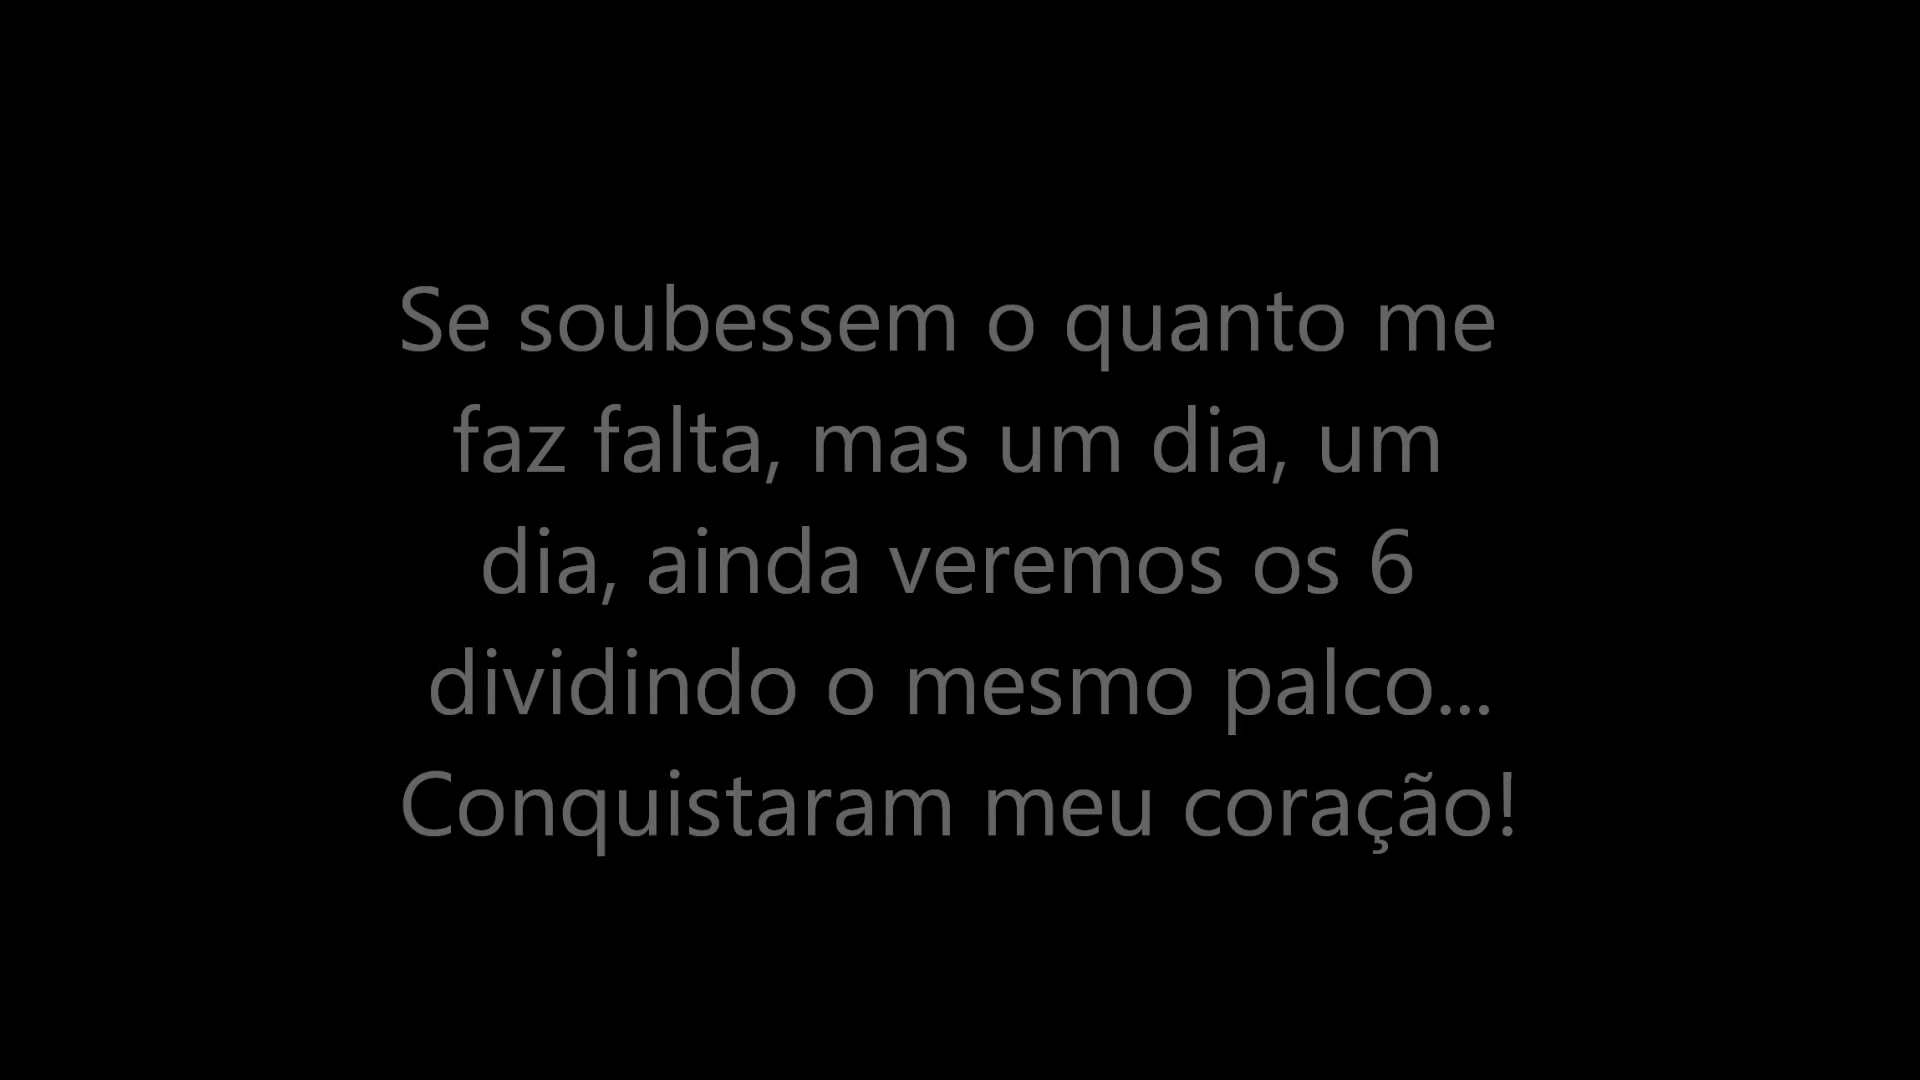 Se soubessem o quanto me
faz falta, mas um dia, um
dia, ainda veremos os 6
dividindo o mesmo palco...
Conquistaram meu coração!